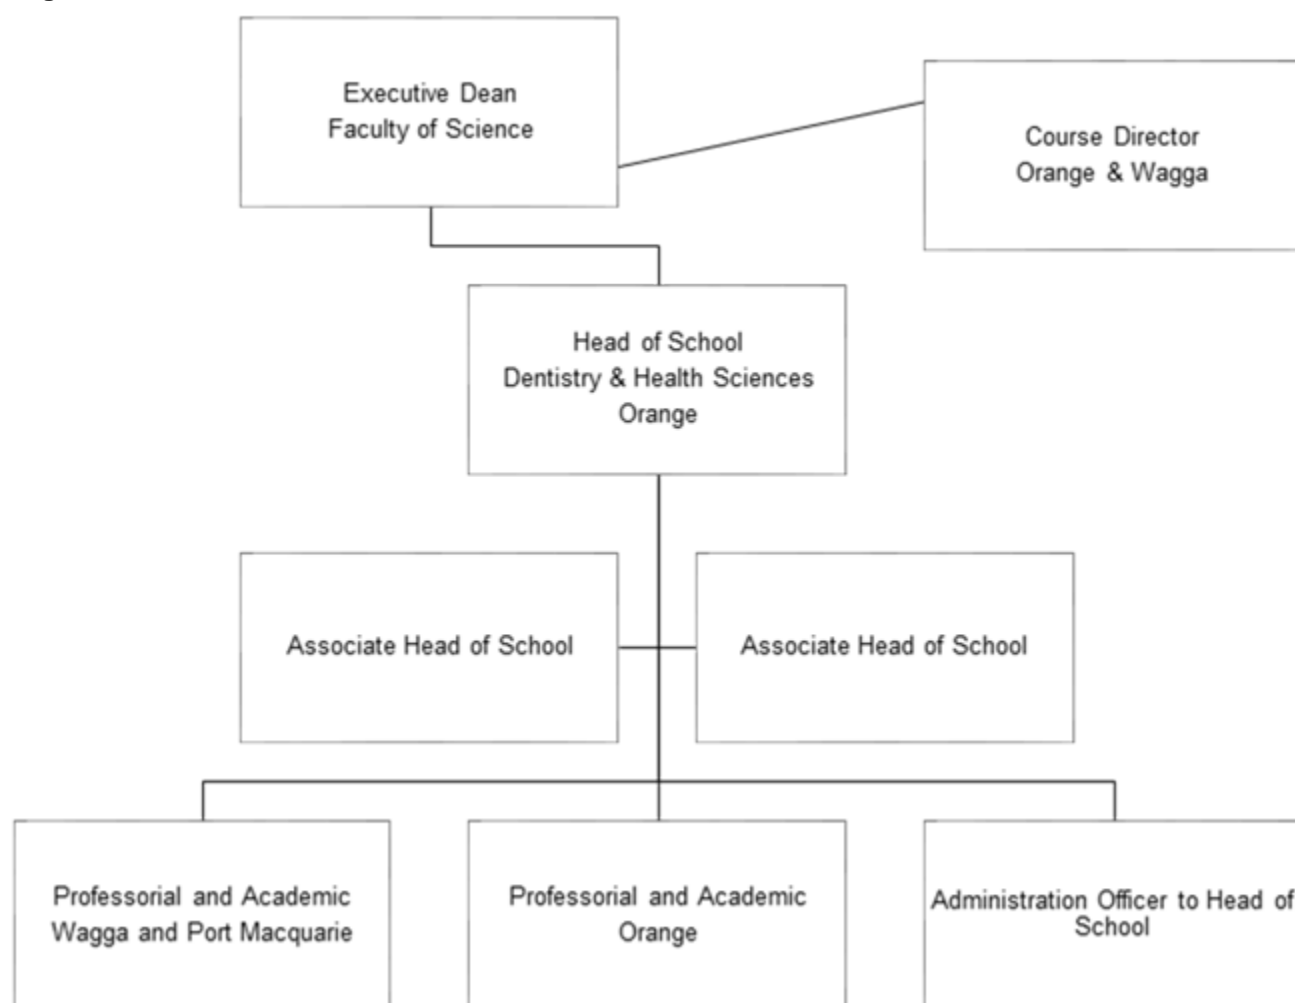 Executive Dean
Faculty of Science
Course Director
Orange & Wagga
Head of School
Dentistry & Health Sciences
Orange
Associate Head of School
Associate Head of School
Professorial and Academic
Wagga and Port Macquarie
Professorial and Academic
Orange
Administration Officer to Head of
School